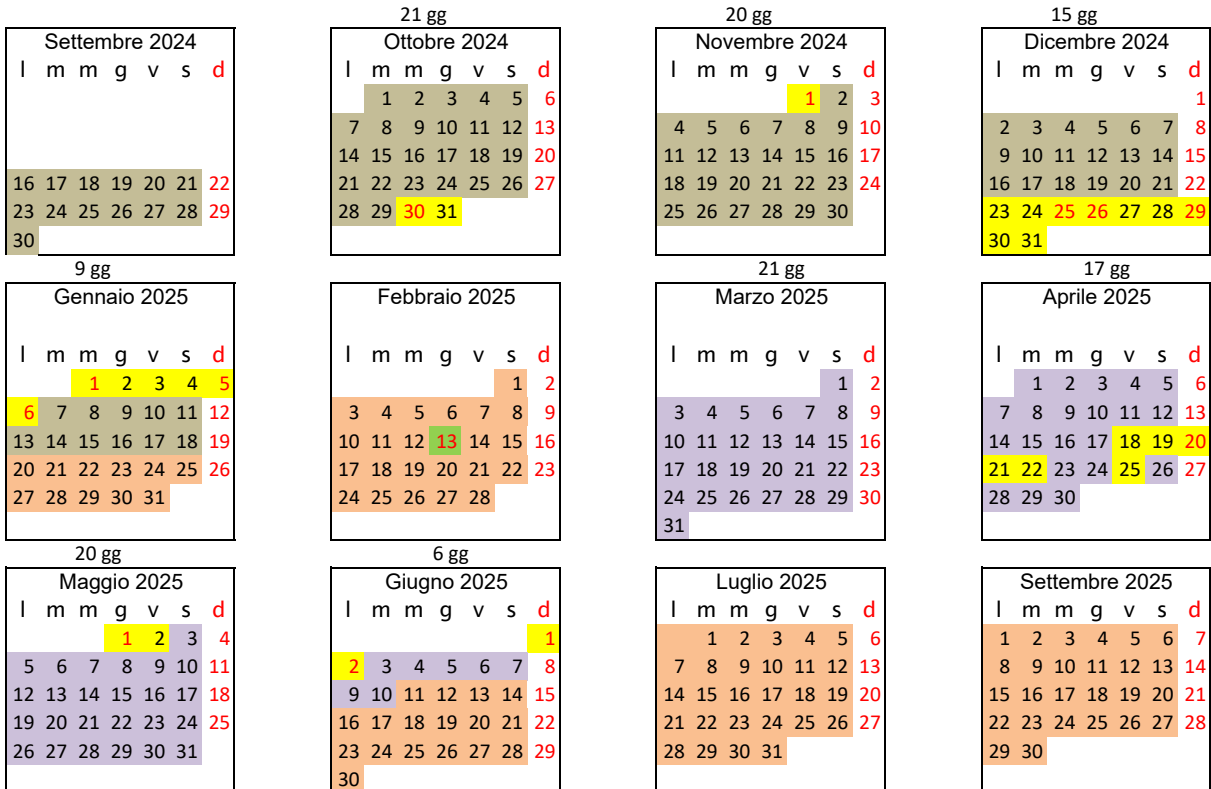 21 gg 20 gg 15 gg
Settembre 2024
l m m g v s d
16 17 18 19 20 21 22
23 24 25 26 27 28 29
30
Ottobre 2024
l m m g v s d
1 2 3 4 5 6
7 8 9 10 11 12 13
14 15 16 17 18 19 20
21 22 23 24 25 26 27
28 29 30 31
Novembre 2024
l m m g v s d
1 2 3
4 5 6 7 8 9 10
11 12 13 14 15 16 17
18 19 20 21 22 23 24
25 26 27 28 29 30
Dicembre 2024
l m m g v s d
1
2 3 4 5 6 7 8
9 10 11 12 13 14 15
16 17 18 19 20 21 22
23 24 25 26 27 28 29
30 31
9 gg 21 gg 17 gg
Gennaio 2025
l m m g v s d
1 2 3 4 5
6 7 8 9 10 11 12
13 14 15 16 17 18 19
20 21 22 23 24 25 26
27 28 29 30 31
Febbraio 2025
l m m g v s d
1 2
3 4 5 6 7 8 9
10 11 12 13 14 15 16
17 18 19 20 21 22 23
24 25 26 27 28
Marzo 2025
l m m g v s d
1 2
3 4 5 6 7 8 9
10 11 12 13 14 15 16
17 18 19 20 21 22 23
24 25 26 27 28 29 30
31
Aprile 2025
l m m g v s d
1 2 3 4 5 6
7 8 9 10 11 12 13
14 15 16 17 18 19 20
21 22 23 24 25 26 27
28 29 30
20 gg 6 gg
Maggio 2025
l m m g v s d
1 2 3 4
5 6 7 8 9 10 11
12 13 14 15 16 17 18
19 20 21 22 23 24 25
26 27 28 29 30 31
Giugno 2025
l m m g v s d
1
2 3 4 5 6 7 8
9 10 11 12 13 14 15
16 17 18 19 20 21 22
23 24 25 26 27 28 29
30
Luglio 2025
l m m g v s d
1 2 3 4 5 6
7 8 9 10 11 12 13
14 15 16 17 18 19 20
21 22 23 24 25 26 27
28 29 30 31
Settembre 2025
l m m g v s d
1 2 3 4 5 6 7
8 9 10 11 12 13 14
15 16 17 18 19 20 21
22 23 24 25 26 27 28
29 30